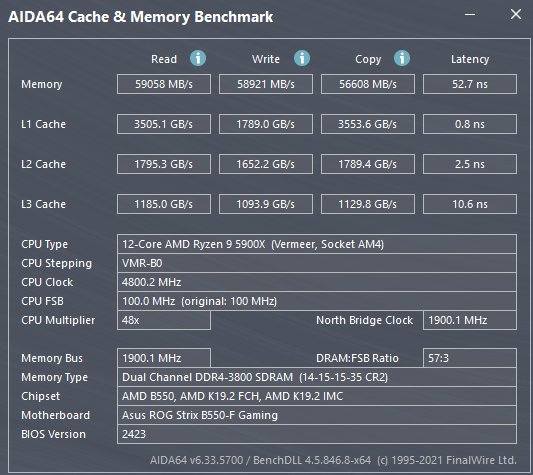 AIDA64 Cache & Memory Benchmark
Read Write Copy Latency
Memory 59058 MB/s 58921 MB/s 56608 MB/s 52.7 ns
L1 Cache 3505.1 GB/s 1789.0 GB/s 3553.6 GB/s 0.8 ns
L2 Cache 1795.3 GB/s 1652.2 GB/s 1789.4 GB/s 2.5 ns
L3 Cache 1185.0 GB/s 1093.9 GB/s 1129.8 GB/s 10.6 ns
CPU Type 12-Core AMD Ryzen 9 5900X (Vermeer, Socket AM4)
CPU Stepping VMR-B0
CPU Clock 4800.2 MHz
CPU FSB 100.0 MHz (original: 100 MHz)
CPU Multiplier 48x North Bridge Clock 1900.1 MHz
Memory Bus 1900.1 MHz DRAM:FSB Ratio 57:3
Memory Type Dual Channel DDR4-3800 SDRAM (14-15-15-35 CR2)
Chipset AMD B550, AMD K19.2 FCH, AMD K19.2 IMC
Motherboard Asus ROG Strix B550-F Gaming
BIOS Version 2423
AIDA64 v6.33.5700 / BenchDLL 4.5.846.8-x64 (c) 1995-2021 FinalWire Ltd.